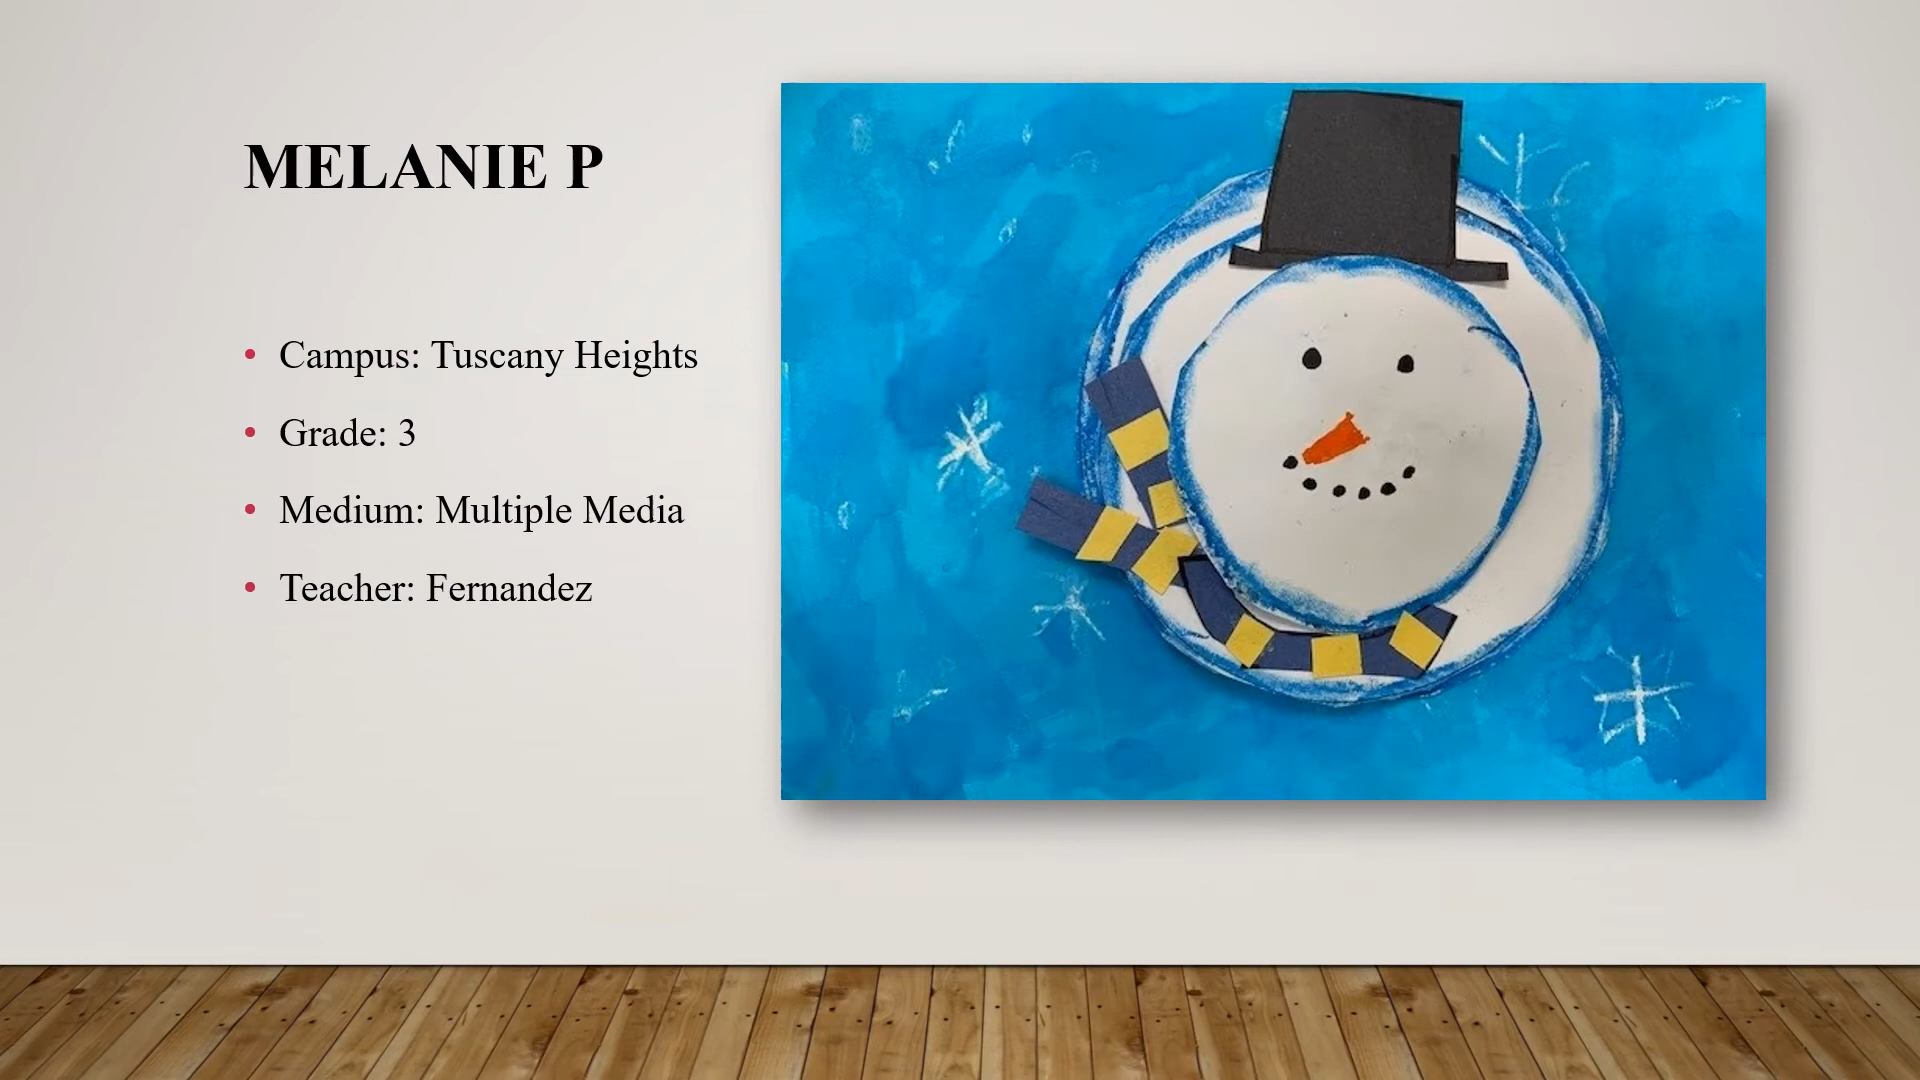 MELANIE P
Campus: Tuscany Heights
Grade: 3
Medium: Multiple Media
Teacher: Fernandez